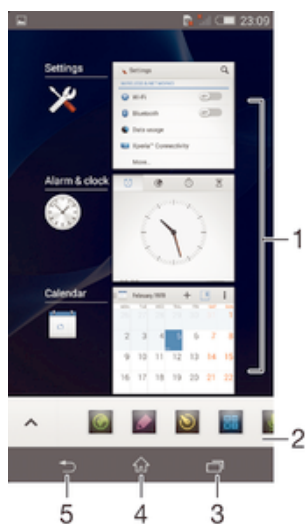 23:09
Settings
Settings
Wi-Fi
Bluetooth
Data usage
Xperia™ Connectivity
More...
Alarm & clock
Calendar
February 1970
2 3 4 5 6 7 8
9 10 11 12 13 14 15
16 17 18 19 20 21 22
1
2
3
4
5